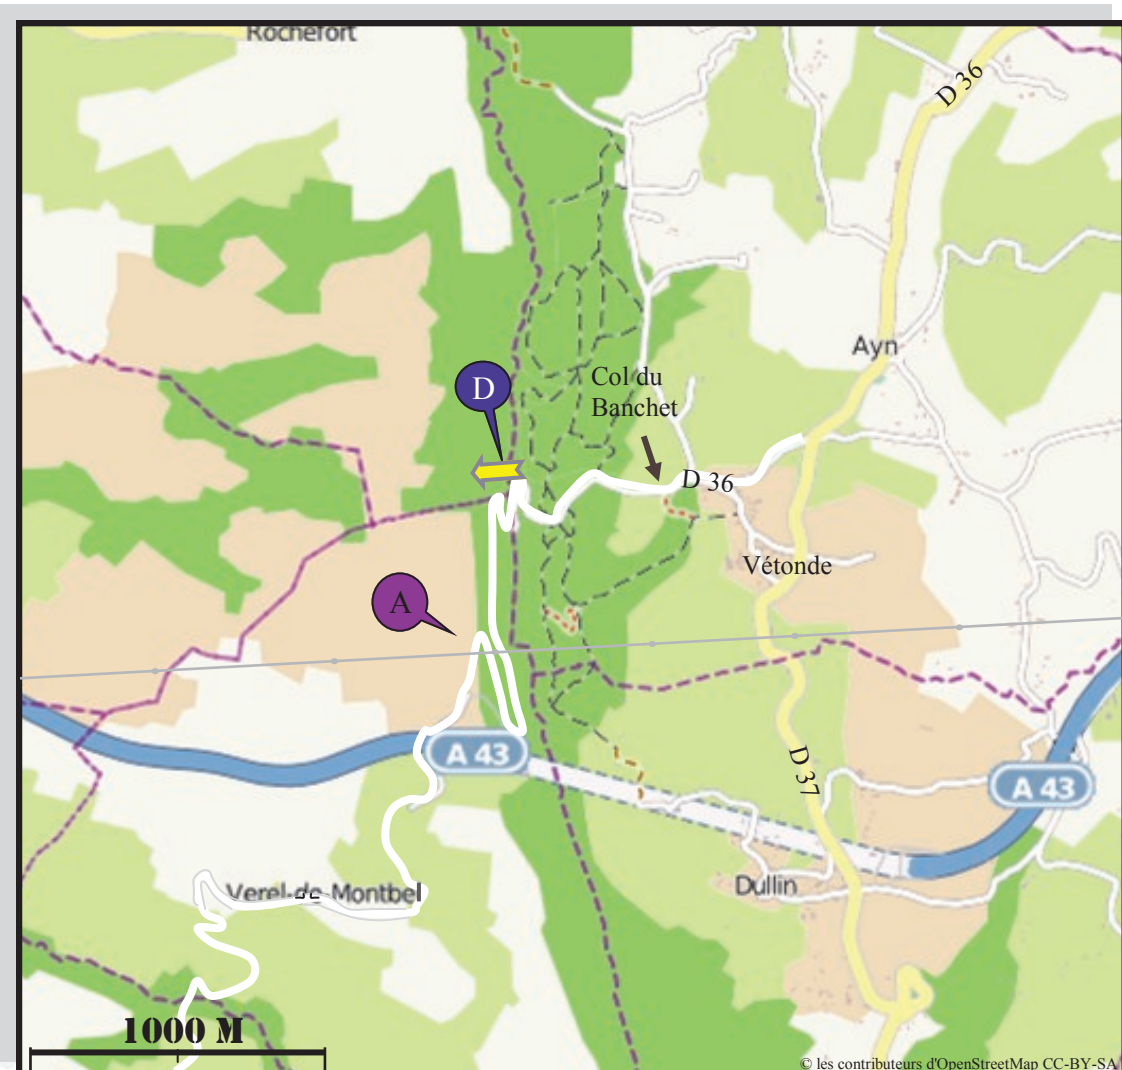 Rochefort
D 36
Ayn
D
Col du
Banchet
D 36
Vétonde
A
A 43
D 37
A 43
Dullin
Verel-de-Montbel
1000 M
© les contributeurs d'OpenStreetMap CC-BY-SA